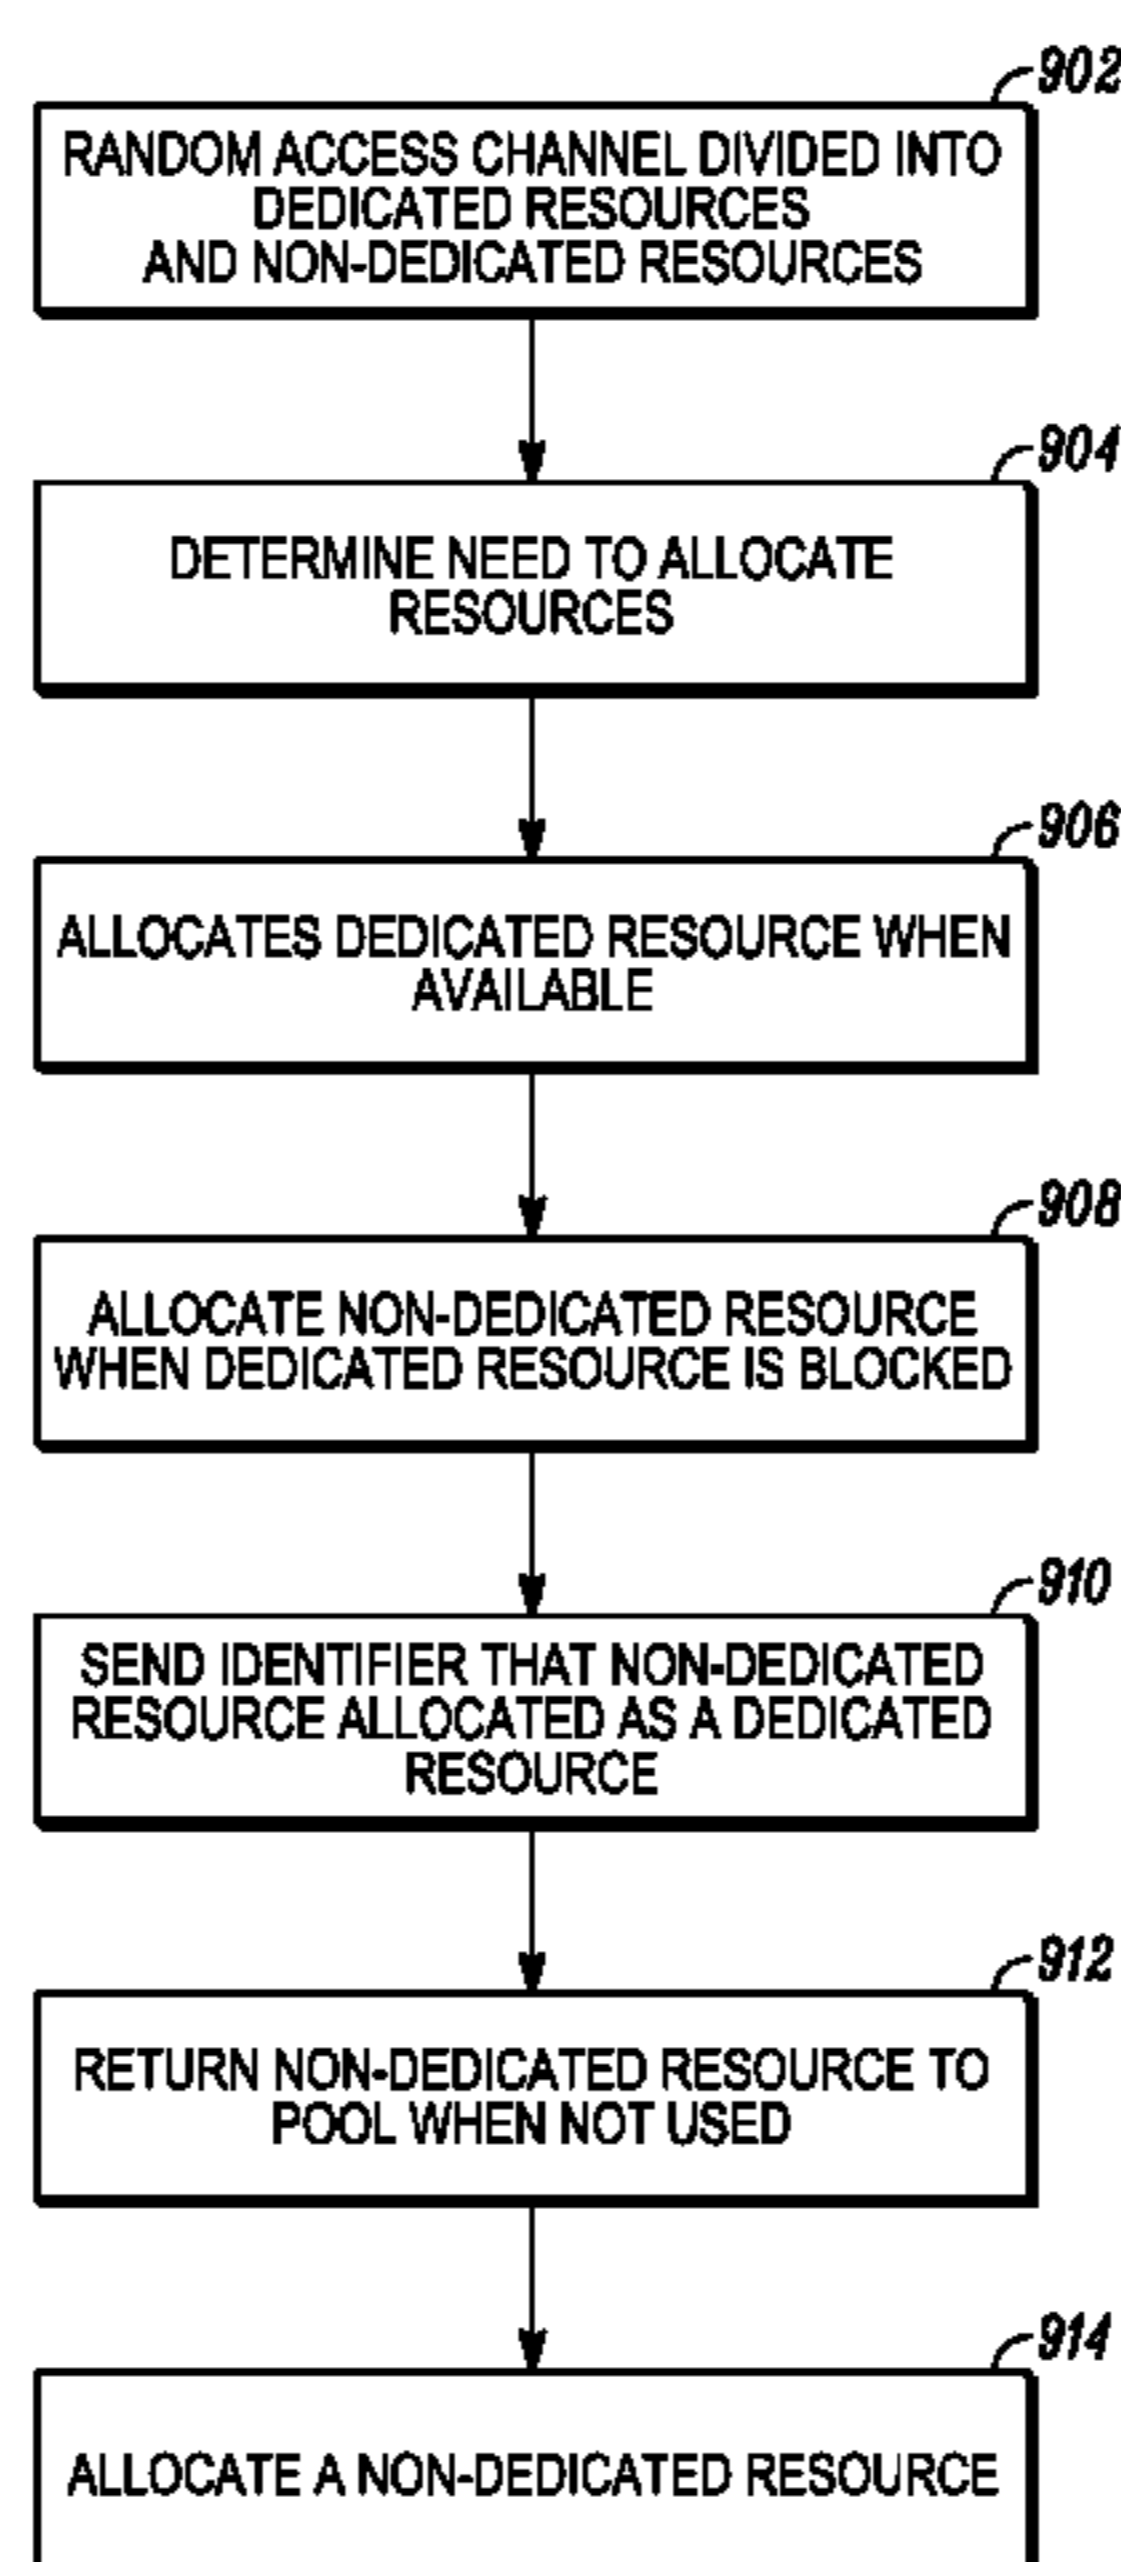 902
RANDOM ACCESS CHANNEL DIVIDED INTO
DEDICATED RESOURCES
AND NON-DEDICATED RESOURCES
904
DETERMINE NEED TO ALLOCATE
RESOURCES
906
ALLOCATES DEDICATED RESOURCE WHEN
AVAILABLE
908
ALLOCATE NON-DEDICATED RESOURCE
WHEN DEDICATED RESOURCE IS BLOCKED
910
SEND IDENTIFIER THAT NON-DEDICATED
RESOURCE ALLOCATED AS A DEDICATED
RESOURCE
912
RETURN NON-DEDICATED RESOURCE TO
POOL WHEN NOT USED
914
ALLOCATE A NON-DEDICATED RESOURCE